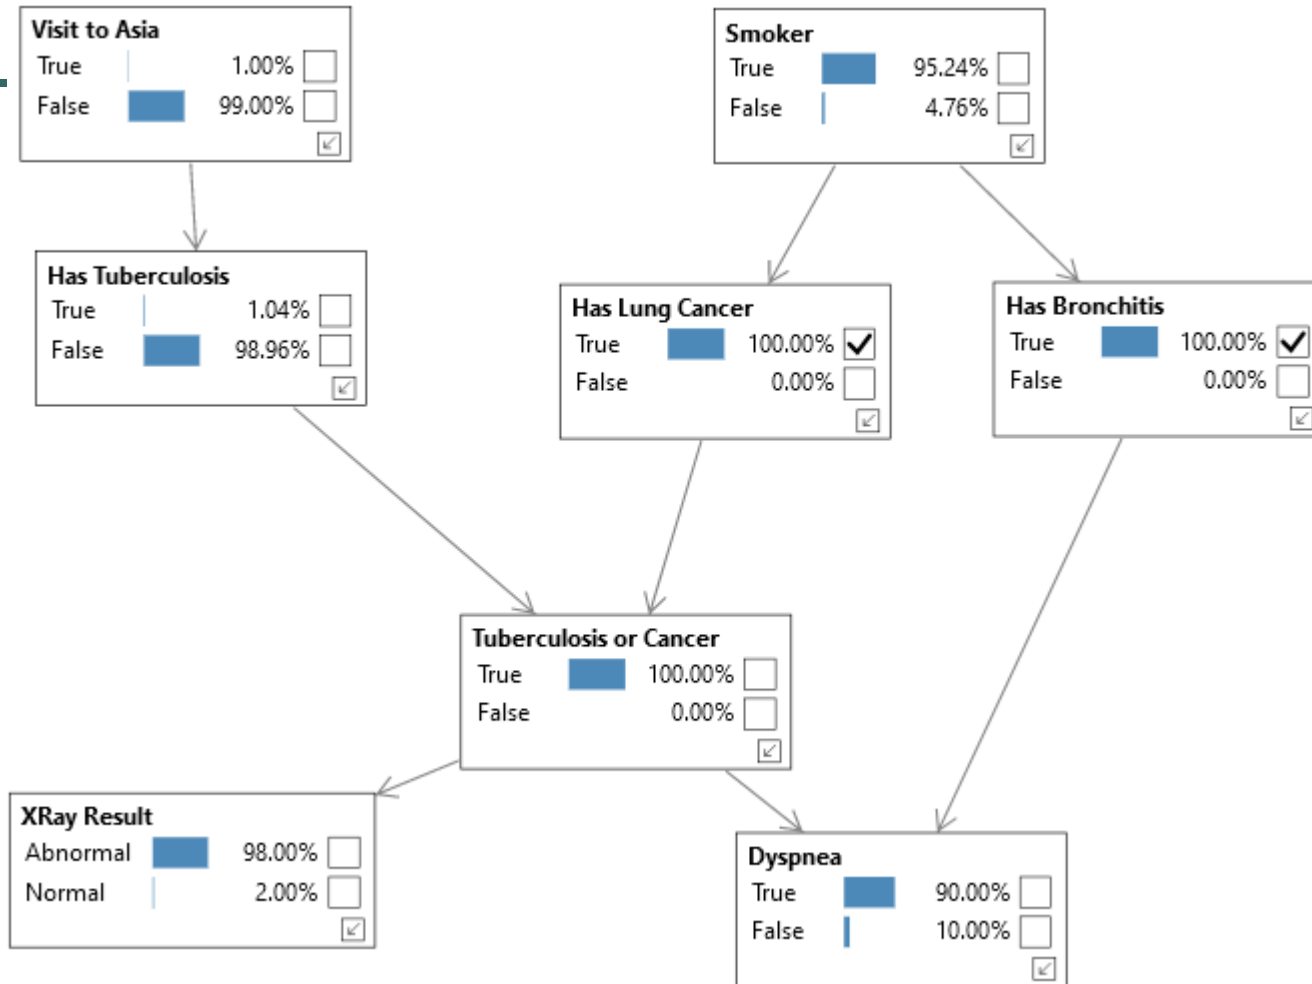 Visit to Asia
True 1.00%
False 99.00%
Smoker
True 95.24%
False 4.76%
Has Tuberculosis
True 1.04%
False 98.96%
Has Lung Cancer
True 100.00%
False 0.00%
Has Bronchitis
True 100.00%
False 0.00%
Tuberculosis or Cancer
True 100.00%
False 0.00%
XRay Result
Abnormal 98.00%
Normal 2.00%
Dyspnea
True 90.00%
False 10.00%